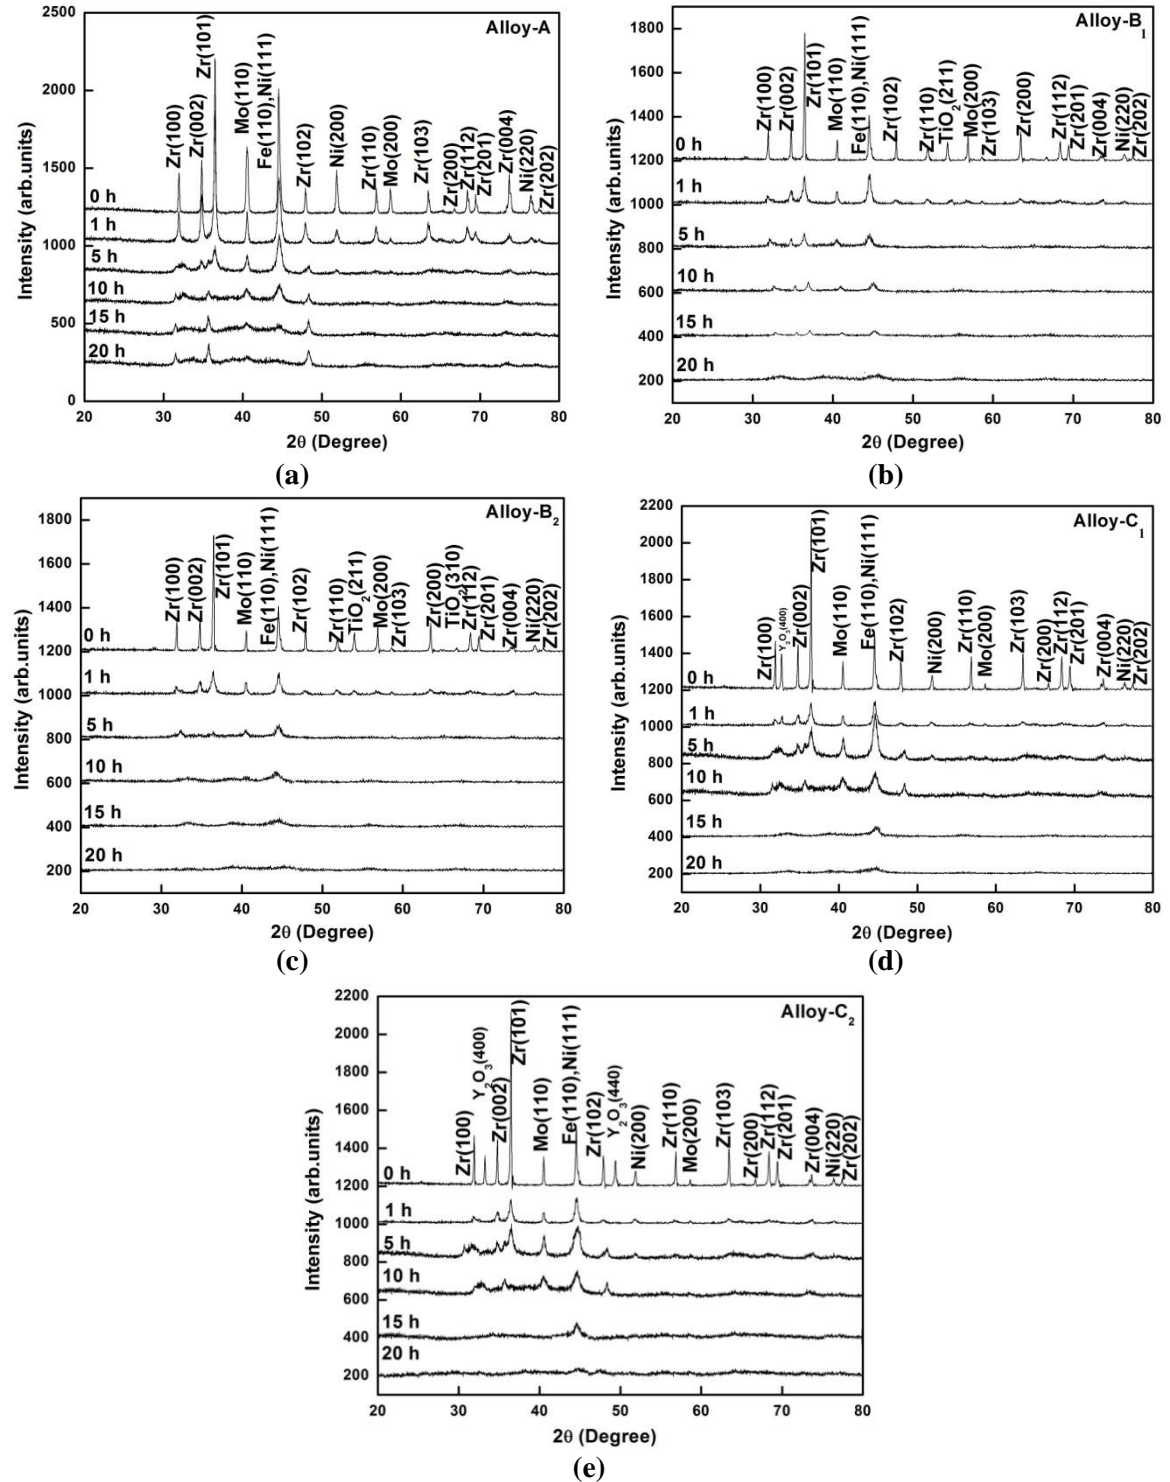 Alloy-A
Intensity (arb.units)
2500
2000
1500
1000
500
0
Zr(100)
Zr(002)
Zr(101)
Mo(110)
Fe(110),Ni(111)
Zr(102)
Ni(200)
Zr(110)
Mo(200)
Zr(103)
Zr(200)
Zr(112)
Zr(201)
Zr(004)
Ni(220)
Zr(202)
0 h
1 h
5 h
10 h
15 h
20 h
20 30 40 50 60 70 80
2θ (Degree)
(a)
Alloy-B1
Intensity (arb.units)
1800
1600
1400
1200
1000
800
600
400
200
Zr(100)
Zr(002)
Zr(101)
Mo(110)
Fe(110),Ni(111)
Zr(102)
Zr(110)
TiO2(211)
Mo(200)
Zr(103)
Zr(200)
Zr(112)
Zr(201)
Zr(004)
Ni(220)
Zr(202)
0 h
1 h
5 h
10 h
15 h
20 h
20 30 40 50 60 70 80
2θ (Degree)
(b)
Alloy-B2
Intensity (arb.units)
1800
1600
1400
1200
1000
800
600
400
200
Zr(100)
Zr(002)
Zr(101)
Mo(110)
Fe(110),Ni(111)
Zr(102)
Zr(110)
TiO2(211)
Mo(200)
Zr(103)
Zr(200)
TiO2(310)
Zr(112)
Zr(201)
Zr(004)
Ni(220)
Zr(202)
0 h
1 h
5 h
10 h
15 h
20 h
20 30 40 50 60 70 80
2θ (Degree)
(c)
Alloy-C1
Intensity (arb.units)
2200
2000
1800
1600
1400
1200
1000
800
600
400
200
Zr(100)
Y2O3(400)
Zr(002)
Zr(101)
Mo(110)
Fe(110),Ni(111)
Zr(102)
Ni(200)
Zr(110)
Mo(200)
Zr(103)
Zr(200)
Zr(112)
Zr(201)
Zr(004)
Ni(220)
Zr(202)
0 h
1 h
5 h
10 h
15 h
20 h
20 30 40 50 60 70 80
2θ (Degree)
(d)
Alloy-C2
Intensity (arb.units)
2200
2000
1800
1600
1400
1200
1000
800
600
400
200
Zr(100)
Y2O3(400)
Zr(002)
Zr(101)
Mo(110)
Fe(110),Ni(111)
Zr(102)
Y2O3(440)
Ni(200)
Zr(110)
Mo(200)
Zr(103)
Zr(200)
Zr(112)
Zr(201)
Zr(004)
Ni(220)
Zr(202)
0 h
1 h
5 h
10 h
15 h
20 h
20 30 40 50 60 70 80
2θ (Degree)
(e)